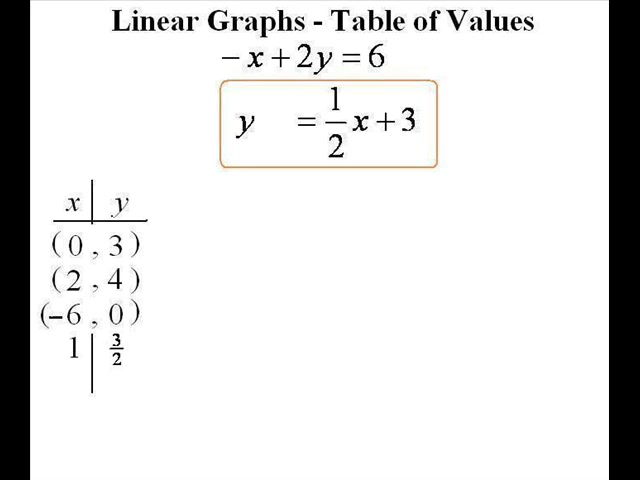 Linear Graphs - Table of Values
− x + 2y = 6
y = 1/2 x + 3
x | y
(0 , 3)
(2 , 4)
(−6 , 0)
1 | 3/2